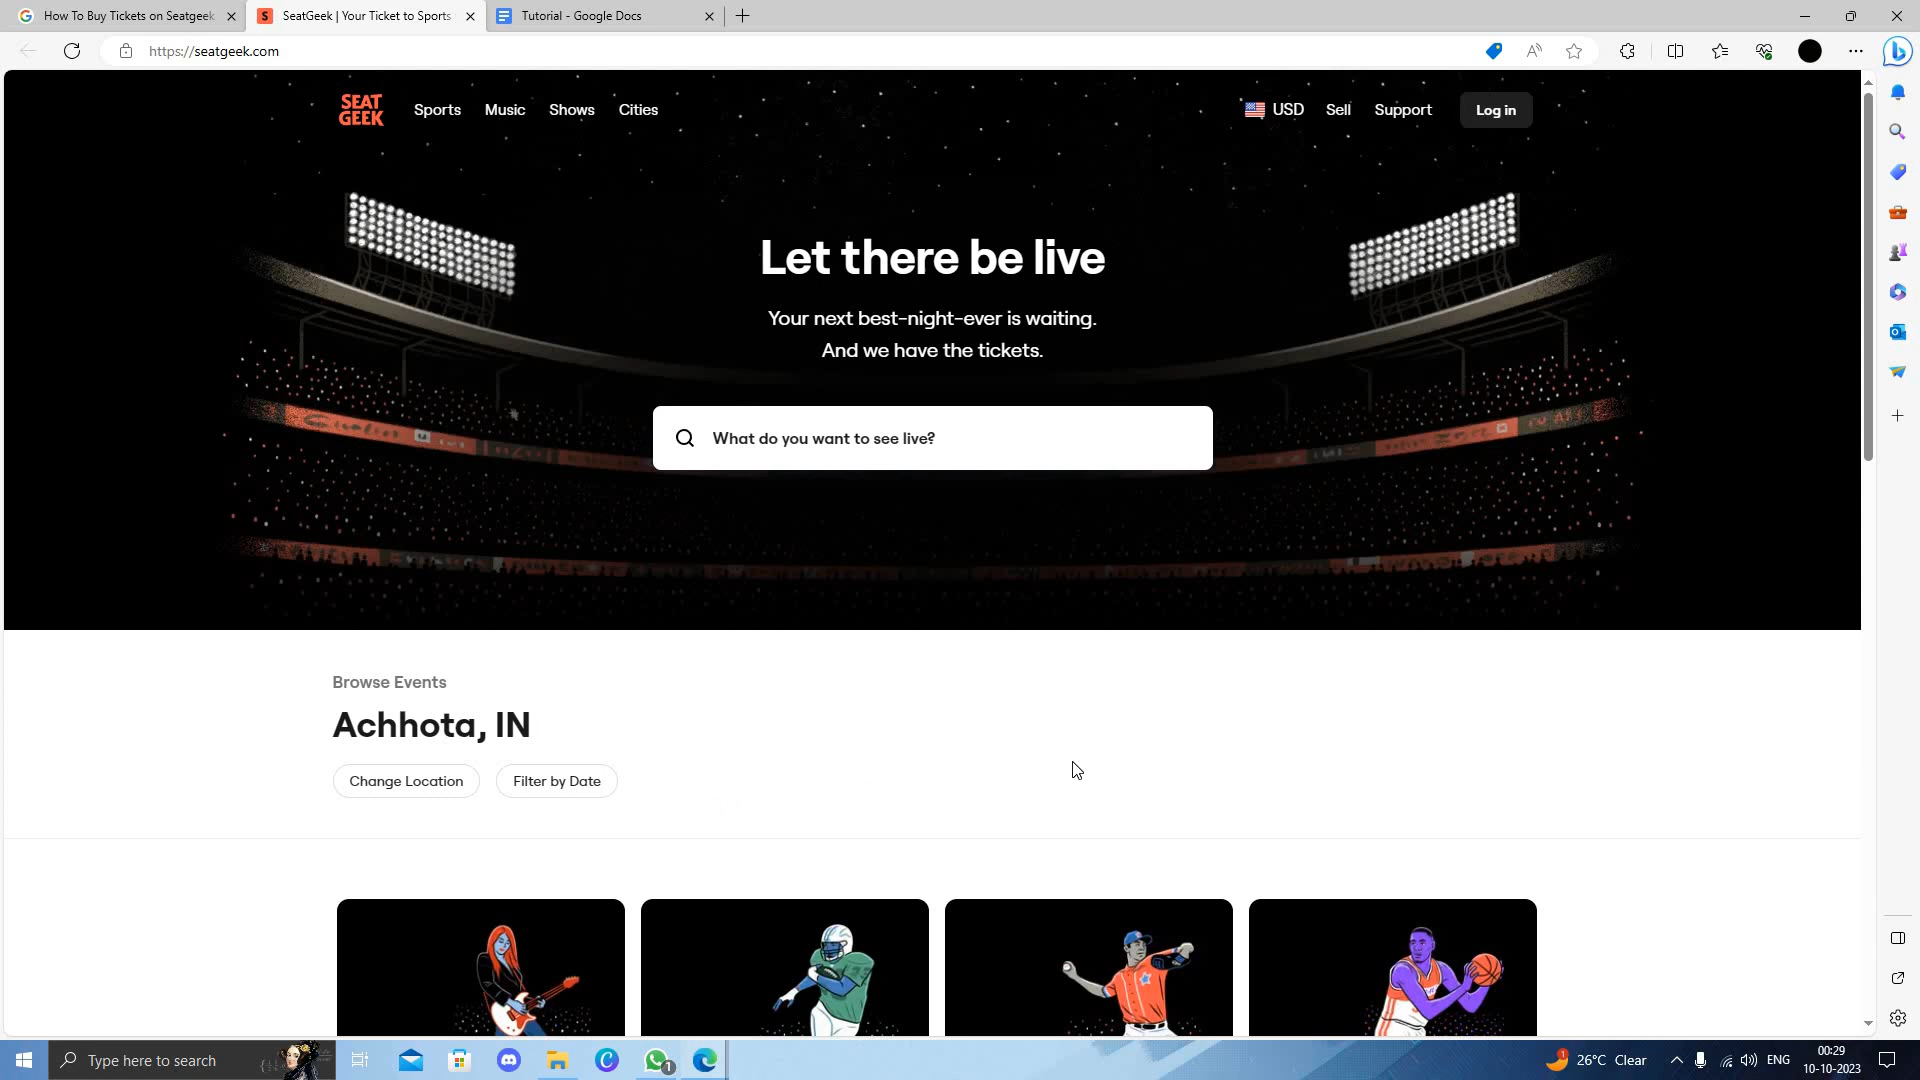 How To Buy Tickets on Seatgeek
SeatGeek | Your Ticket to Sports
Tutorial - Google Docs
https://seatgeek.com
SEAT
GEEK
Sports
Music
Shows
Cities
USD
Sell
Support
Log in
Let there be live
Your next best-night-ever is waiting.
And we have the tickets.
What do you want to see live?
Browse Events
Achhota, IN
Change Location
Filter by Date
Type here to search
1
1
26°C Clear
ENG
00:29
10-10-2023